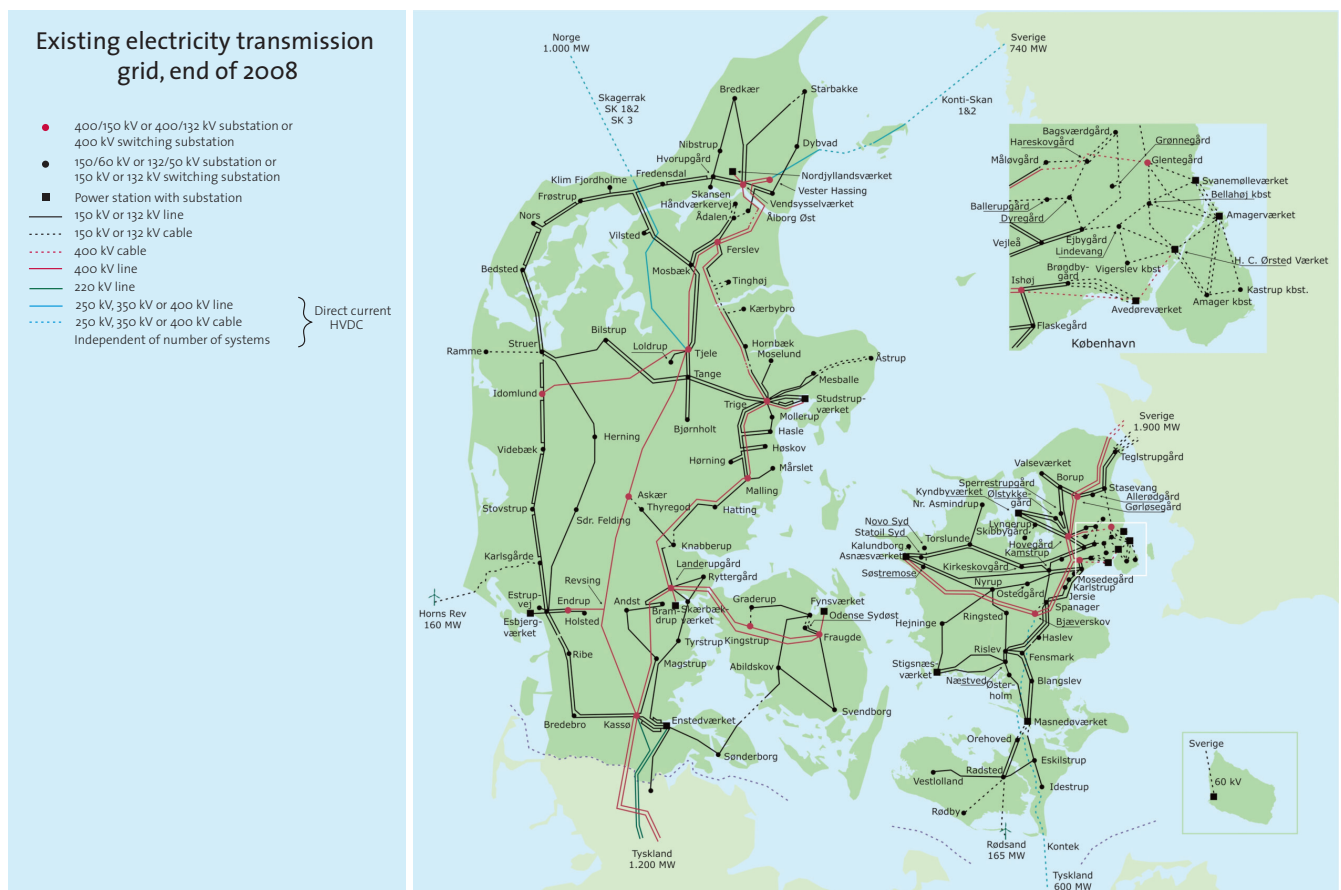 Existing electricity transmission
grid, end of 2008
400/150 kV or 400/132 kV substation or
400 kV switching substation
150/60 kV or 132/50 kV substation or
150 kV or 132 kV switching substation
Power station with substation
150 kV or 132 kV line
150 kV or 132 kV cable
400 kV cable
400 kV line
220 kV line
250 kV, 350 kV or 400 kV line
250 kV, 350 kV or 400 kV cable
Independent of number of systems
Direct current
HVDC
Norge
1.000 MW
Sverige
740 MW
Skagerrak
SK 1&2
SK 3
Konti-Skan
1&2
Bredkær
Starbakke
Nibstrup
Hvorupgård
Dybvad
Nordjyllandsværket
Klim Fjordholme
Fredensdal
Frøstrup
Skansen
Håndværkervej
Ådalen
Vester Hassing
Vendsysselværket
Ålborg Øst
Nors
Vilsted
Ferslev
Bedsted
Mosbæk
Tinghøj
Kærbybro
Bilstrup
Struer
Loldrup
Tjele
Hornbæk
Moselund
Ramme
Åstrup
Tange
Mesballe
Idomlund
Trige
Studstrup-
værket
Bjørnholt
Mollerup
Hasle
Herning
Høskov
Videbæk
Hørning
Mårslet
Malling
Askær
Thyregod
Hatting
Stovstrup
Sdr. Felding
Knabberup
Karlsgårde
Landerupgård
Ryttergård
Revsing
Horns Rev
160 MW
Estrup-
vej
Endrup
Holsted
Esbjerg-
værket
Andst
Bram-
drup
Skærbæk-
værket
Graderup
Fynsværket
Odense Sydøst
Kingstrup
Fraugde
Tyrstrup
Ribe
Magstrup
Abildskov
Svendborg
Bredebro
Kassø
Enstedværket
Sønderborg
Tyskland
1.200 MW
Bagsværdgård
Hareskovgård
Grønnegård
Måløvgård
Glentegård
Svanemølleværket
Bellahøj kbst
Ballerupgård
Dyregård
Amagerværket
Vejleå
Ejbygård
Lindevang
H. C. Ørsted Værket
Brøndby-
gård
Vigerslev kbst
Ishøj
Kastrup kbst.
Amager kbst
Avedøreværket
Flaskegård
København
Sverige
1.900 MW
Teglstrupgård
Valseværket
Borup
Sperrestrupgård
Kyndbyværket
Ølstykke-
gård
Stasevang
Allerødgård
Gørløsegård
Nr. Asmindrup
Lyngerup
Skibbygård
Novo Syd
Statoil Syd
Torslunde
Hovegård
Kamstrup
Kalundborg
Asnæsværket
Kirkeskovgård
Søstremose
Mosedegård
Karlstrup
Nyrup
Ostedgård
Jersie
Spanager
Hejninge
Ringsted
Bjæverskov
Haslev
Rislev
Fensmark
Stigsnæs-
værket
Næstved
Øster-
holm
Blangslev
Masnedøværket
Orehoved
Eskilstrup
Radsted
Vestlolland
Idestrup
Rødby
Rødsand
165 MW
Kontek
Tyskland
600 MW
Sverige
60 kV